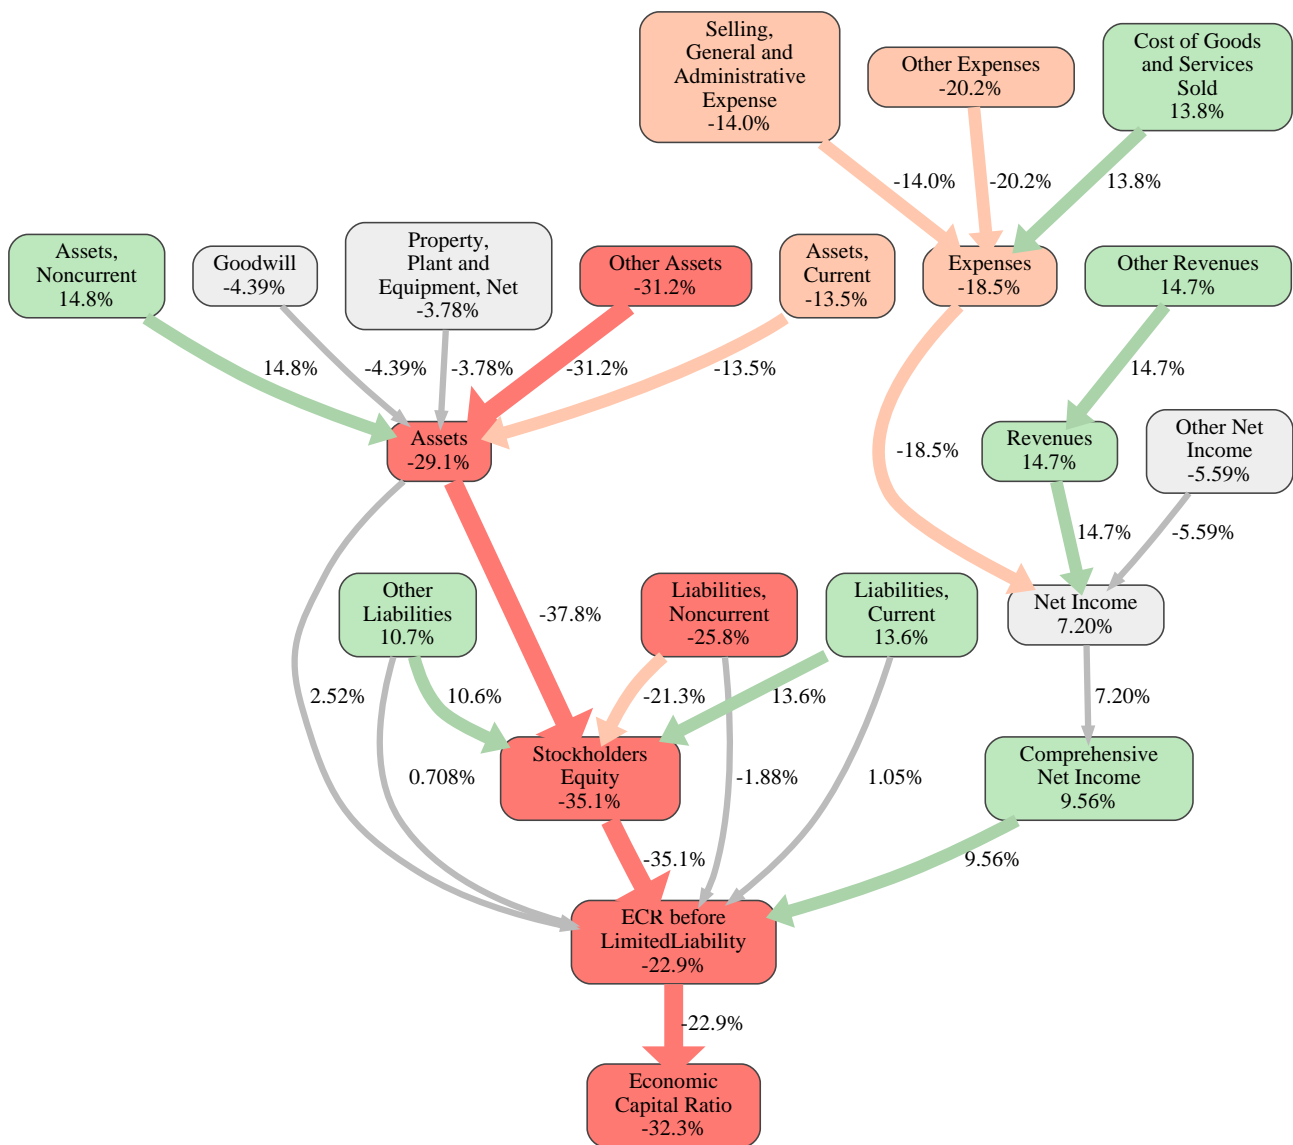 Selling,
General and
Administrative
Expense
-14.0%
Other Expenses
-20.2%
Cost of Goods
and Services
Sold
13.8%
-14.0%
-20.2%
13.8%
Assets,
Noncurrent
14.8%
Goodwill
-4.39%
Property,
Plant and
Equipment, Net
-3.78%
Other Assets
-31.2%
Assets,
Current
-13.5%
Expenses
-18.5%
Other Revenues
14.7%
14.8%
-4.39%
-3.78%
-31.2%
-13.5%
14.7%
Assets
-29.1%
-18.5%
Revenues
14.7%
Other Net
Income
-5.59%
14.7%
-5.59%
Other
Liabilities
10.7%
-37.8%
Liabilities,
Noncurrent
-25.8%
Liabilities,
Current
13.6%
Net Income
7.20%
2.52%
10.6%
-21.3%
13.6%
7.20%
0.708%
Stockholders
Equity
-35.1%
-1.88%
1.05%
Comprehensive
Net Income
9.56%
-35.1%
9.56%
ECR before
LimitedLiability
-22.9%
-22.9%
Economic
Capital Ratio
-32.3%